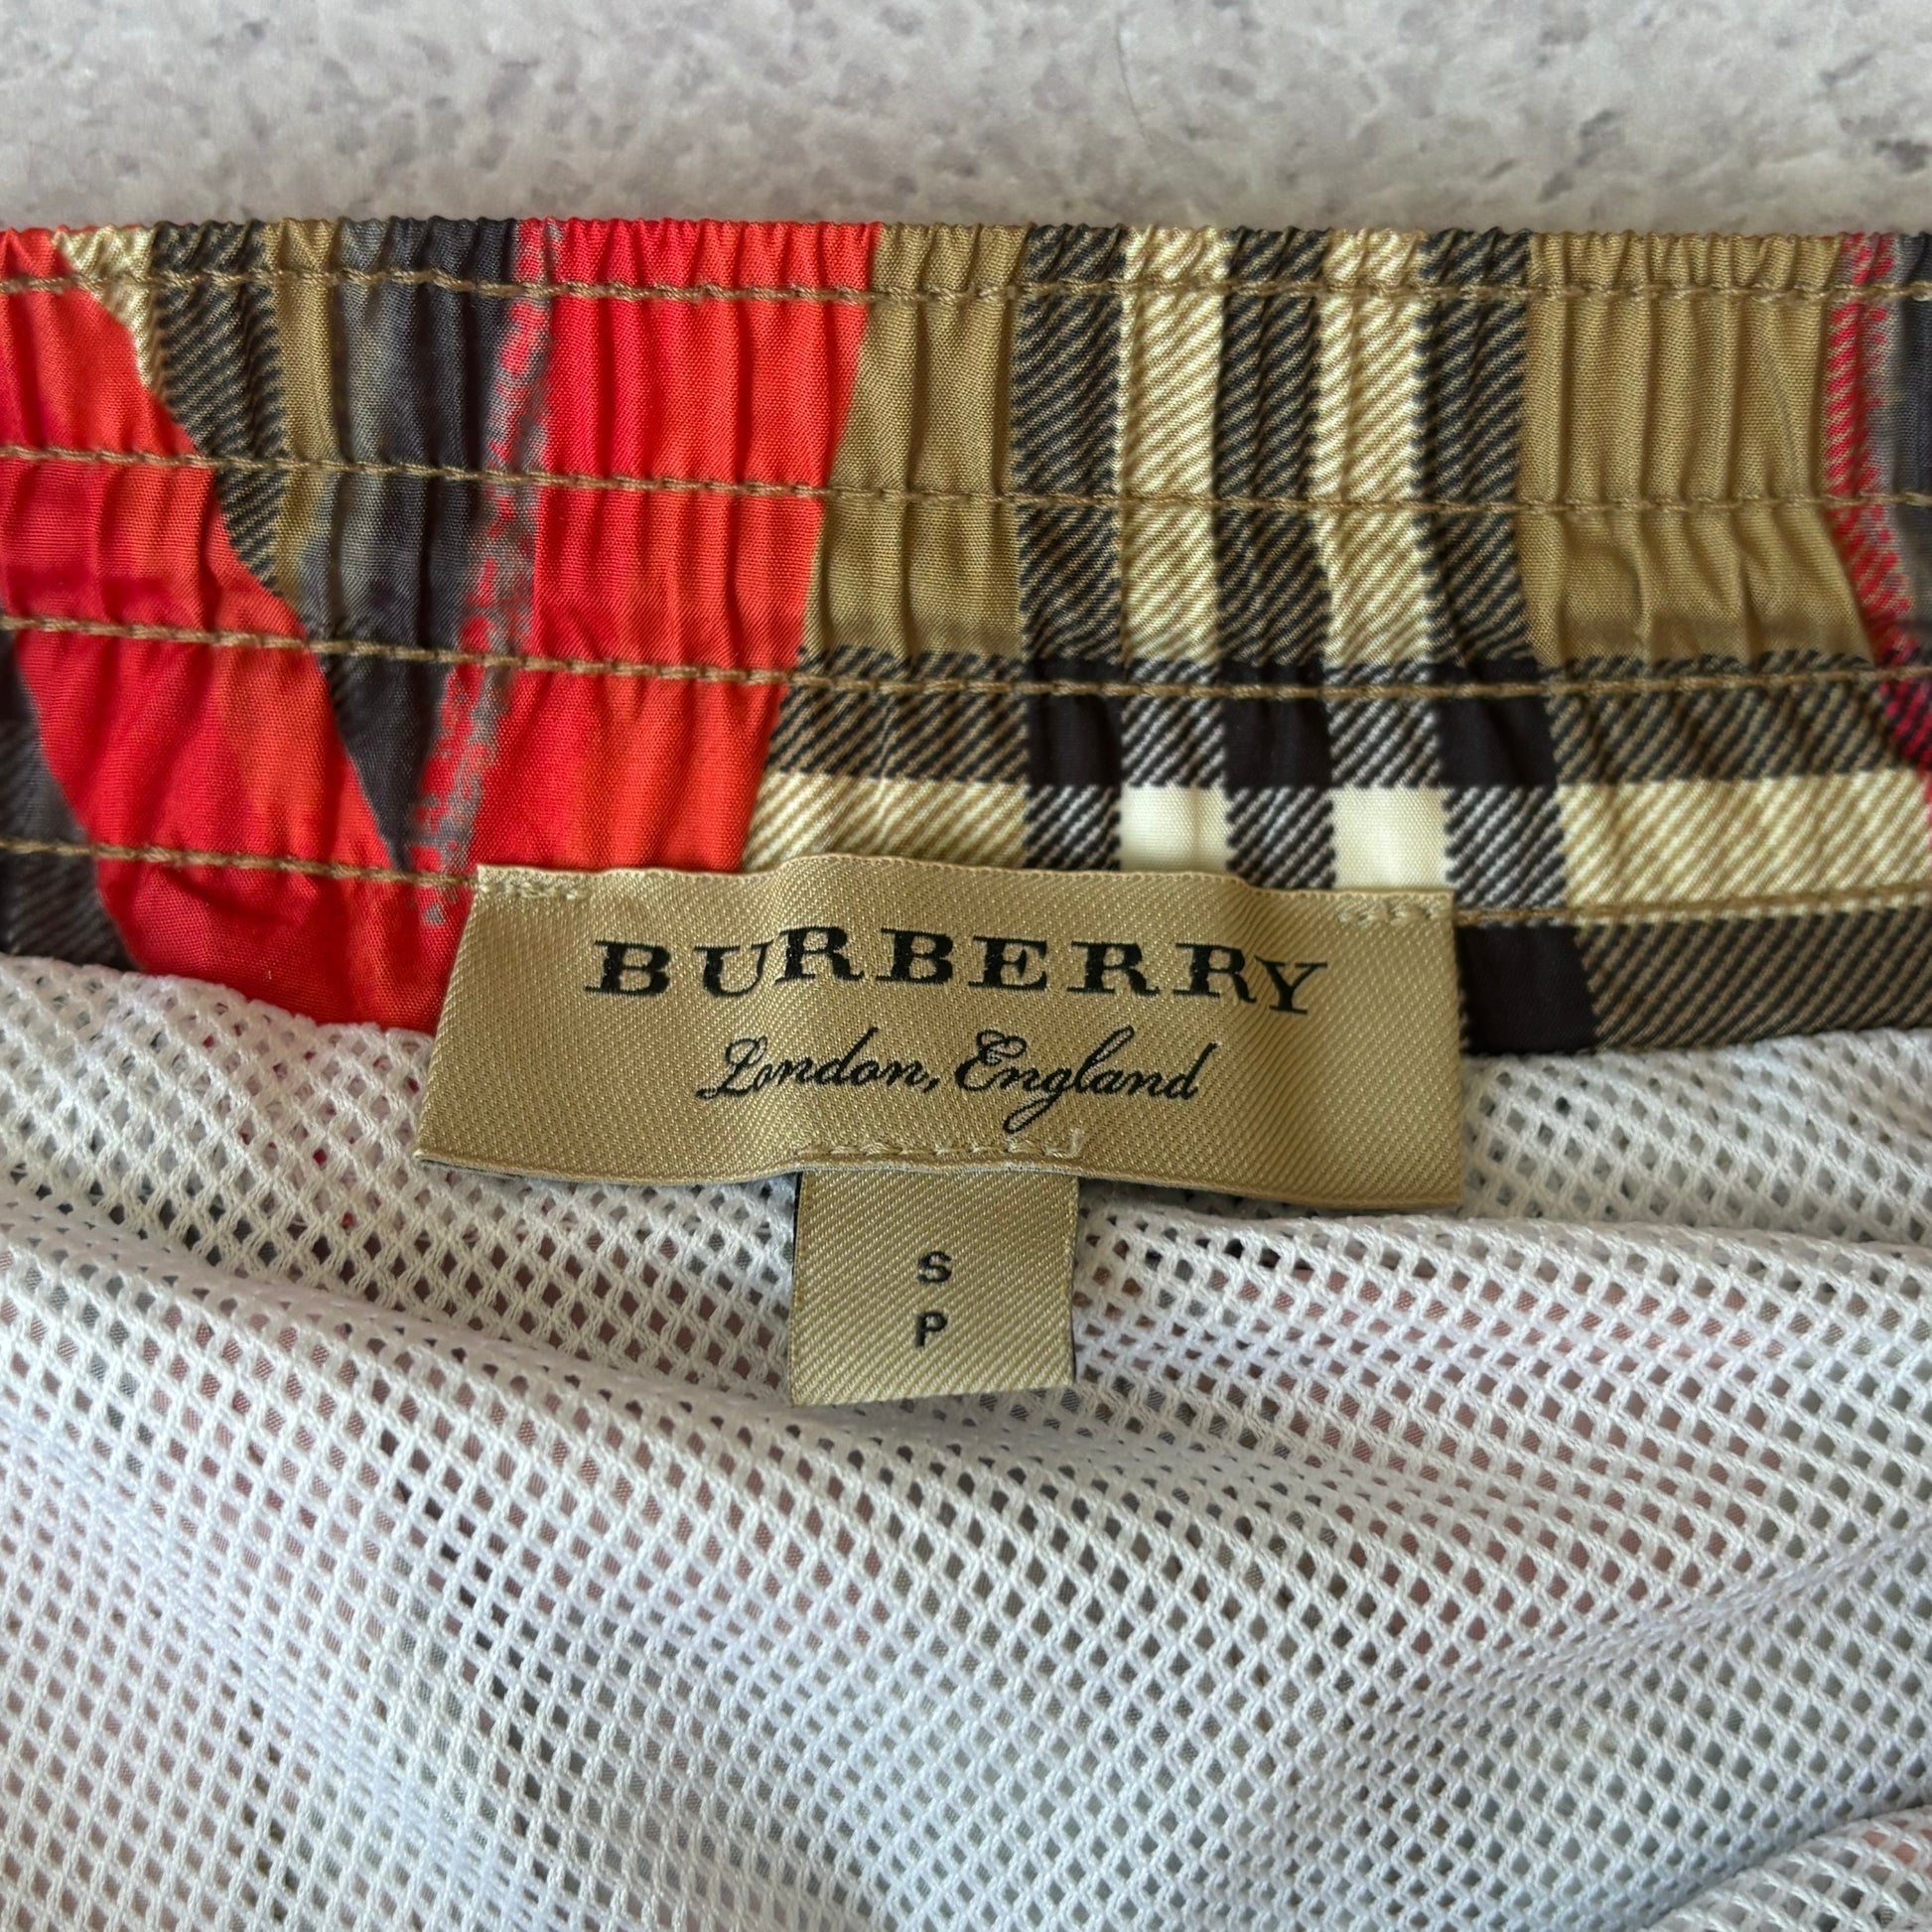 BURBERRY
London, England
S
P